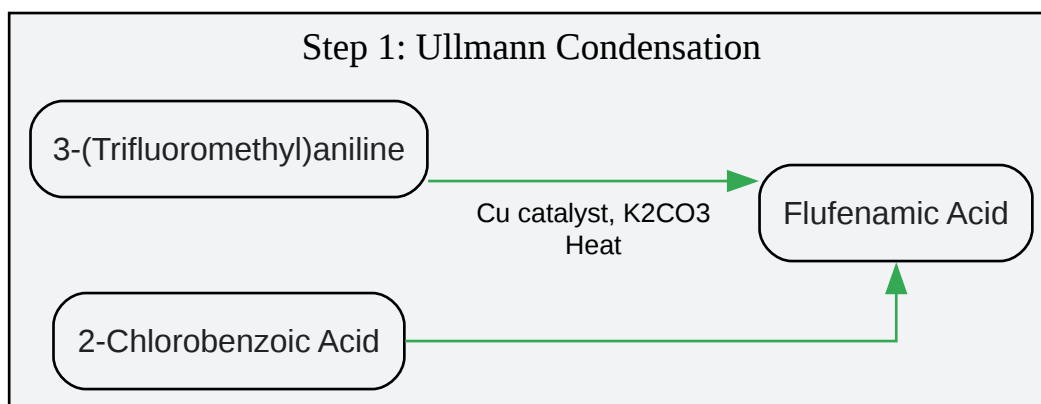 Step 1: Ullmann Condensation
3-(Trifluoromethyl)aniline
Cu catalyst, K2CO3
Heat
Flufenamic Acid
2-Chlorobenzoic Acid